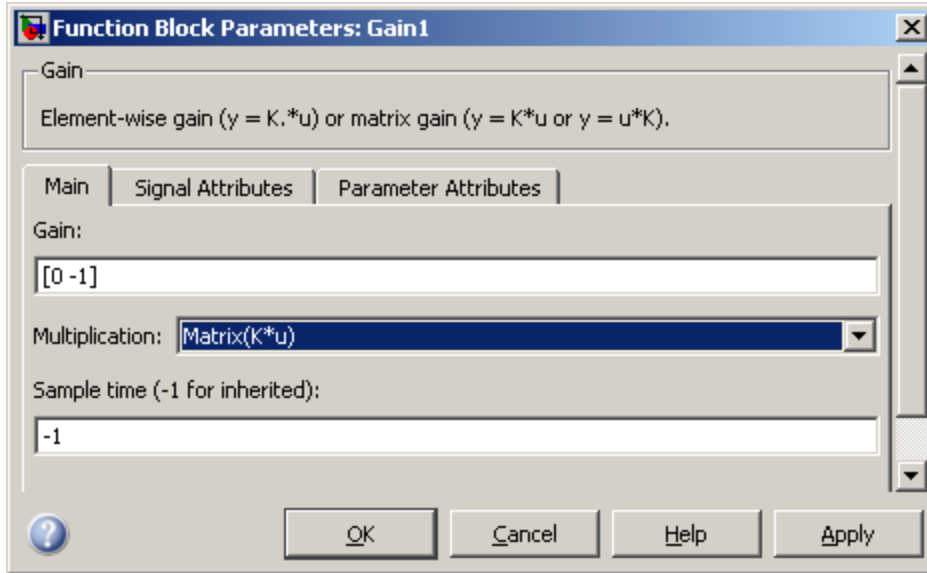 Function Block Parameters: Gain1
Gain
Element-wise gain (y = K.*u) or matrix gain (y = K*u or y = u*K).
Main Signal Attributes Parameter Attributes
Gain:
[0 -1]
Multiplication: Matrix(K*u)
Sample time (-1 for inherited):
-1
? OK Cancel Help Apply